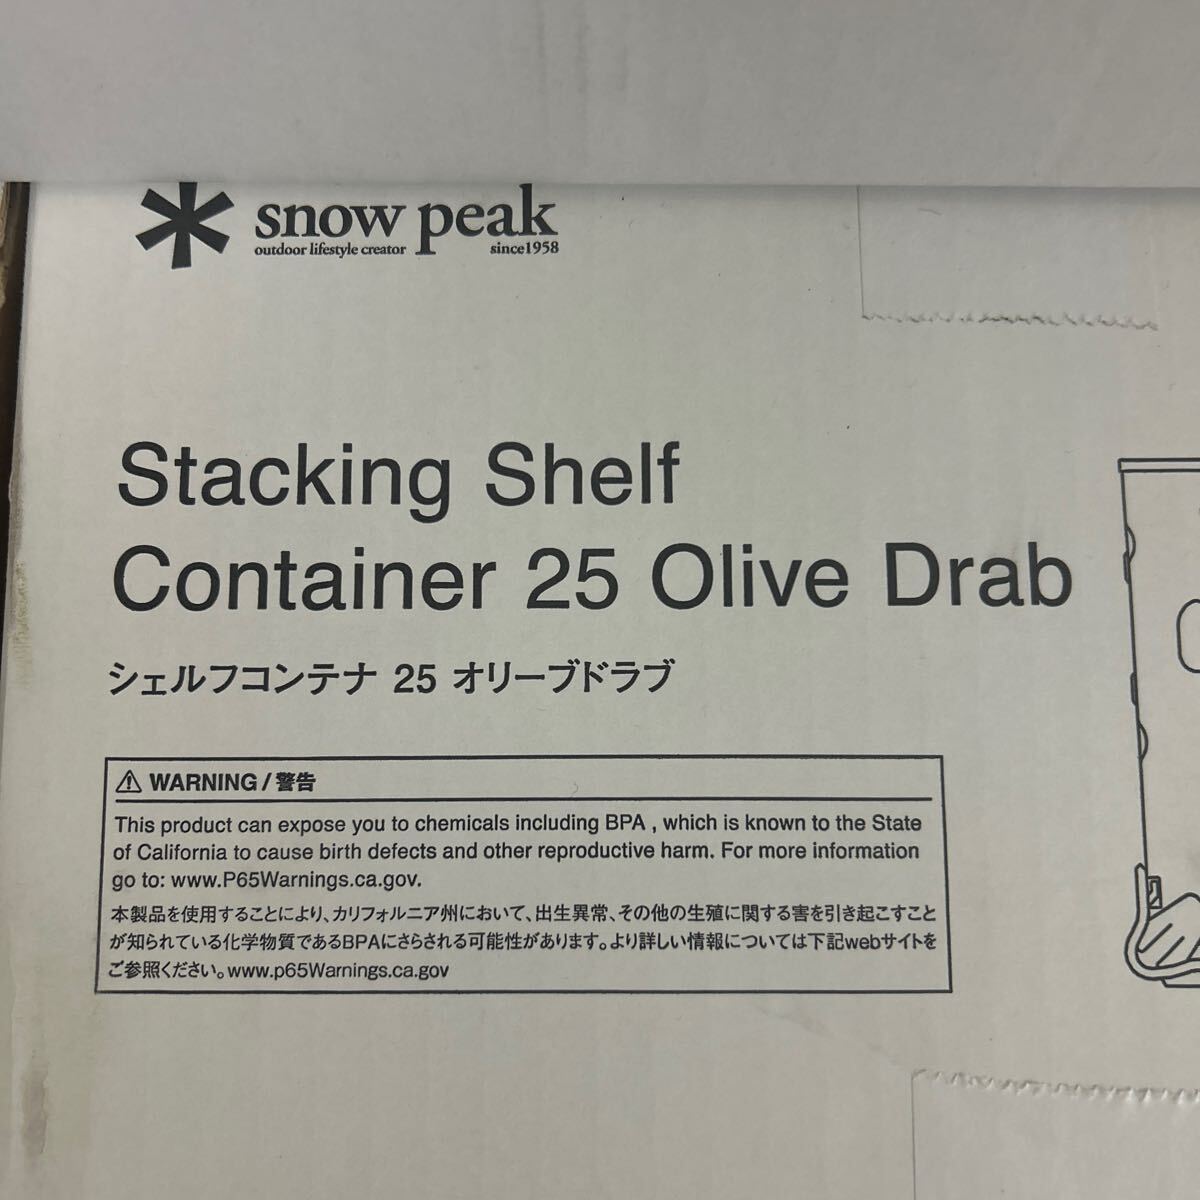 snow peak
outdoor lifestyle creator since1958
Stacking Shelf
Container 25 Olive Drab
シェルフコンテナ 25 オリーブドラブ
⚠ WARNING / 警告
This product can expose you to chemicals including BPA , which is known to the State
of California to cause birth defects and other reproductive harm. For more information
go to: www.P65Warnings.ca.gov.
本製品を使用することにより、カリフォルニア州において、出生異常、その他の生殖に関する害を引き起こすこと
が知られている化学物質であるBPAにさらされる可能性があります。より詳しい情報については下記webサイトを
ご参照ください。www.p65Warnings.ca.gov